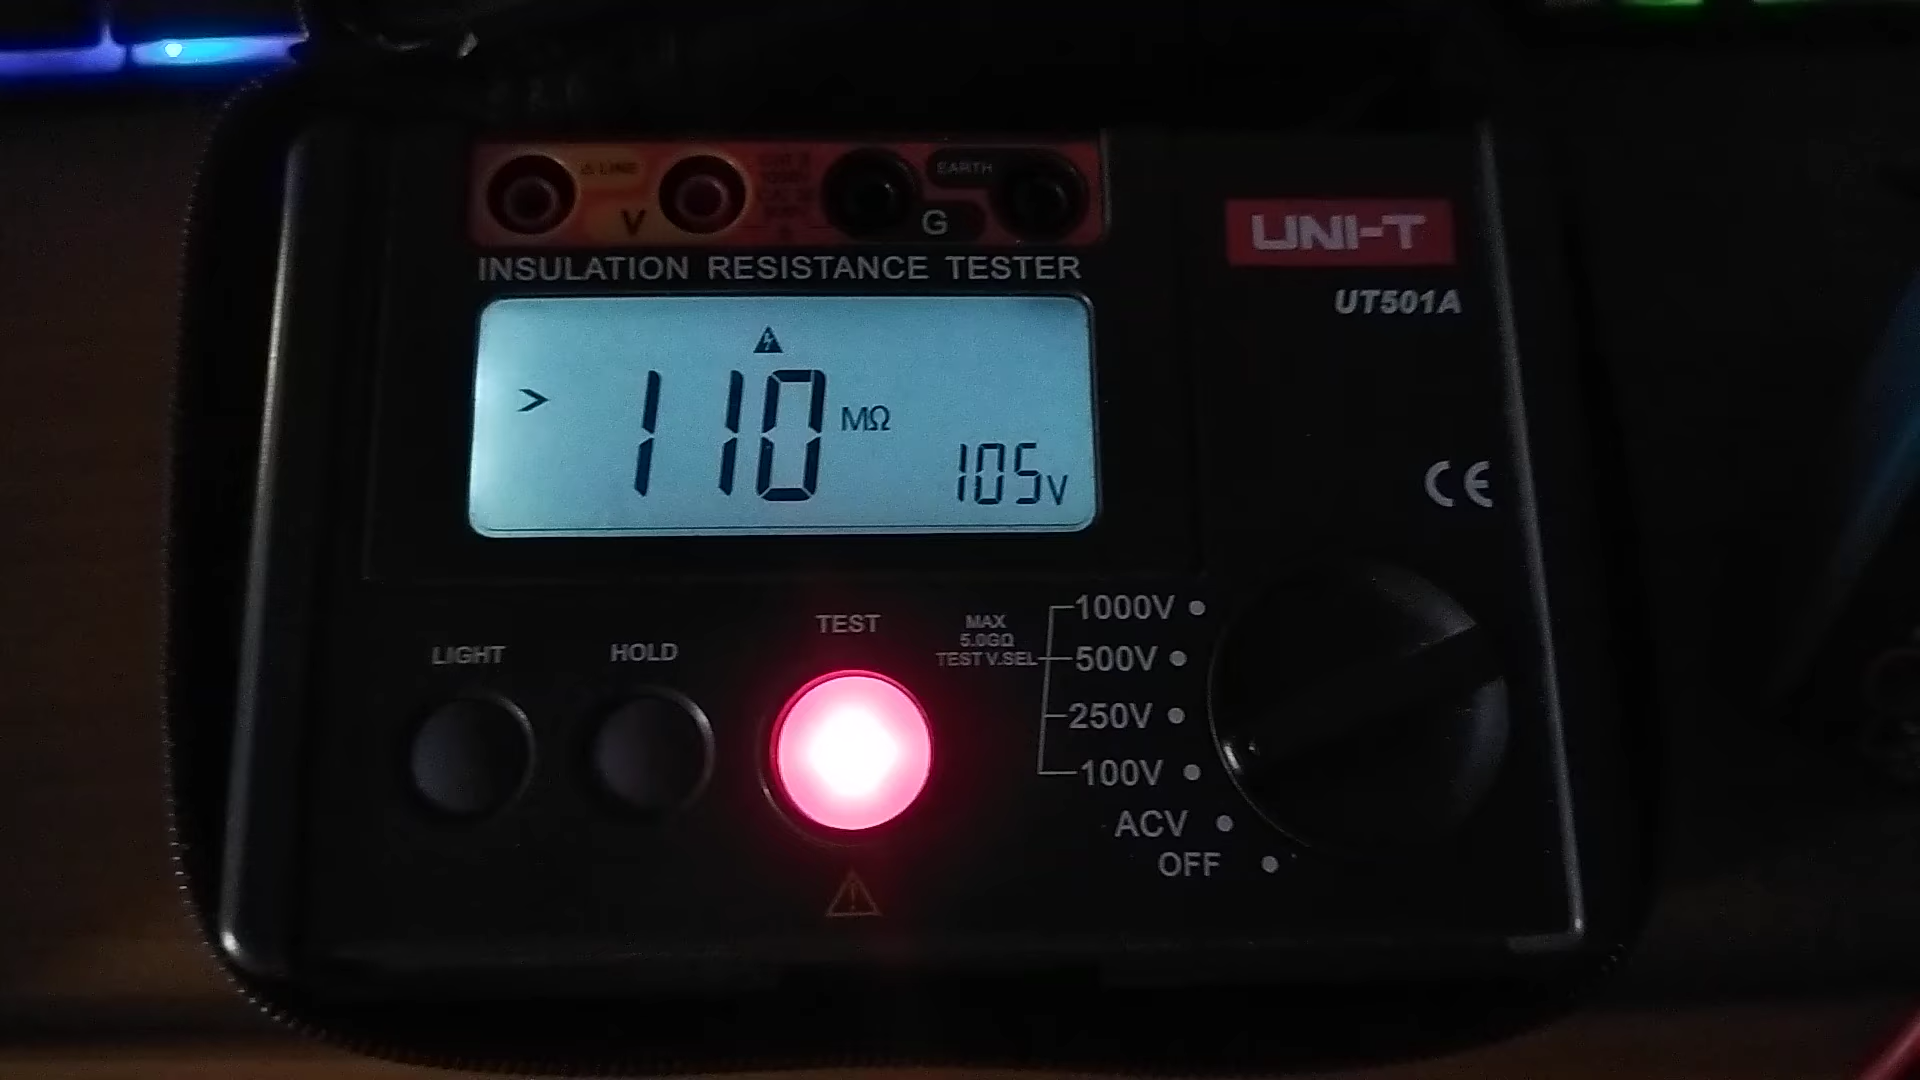 LINE
V
EARTH
G
INSULATION RESISTANCE TESTER
UNI-T
UT501A
> 110 MΩ
105V
CE
LIGHT
HOLD
TEST
MAX
5.0GΩ
TEST V.SEL
1000V
500V
250V
100V
ACV
OFF